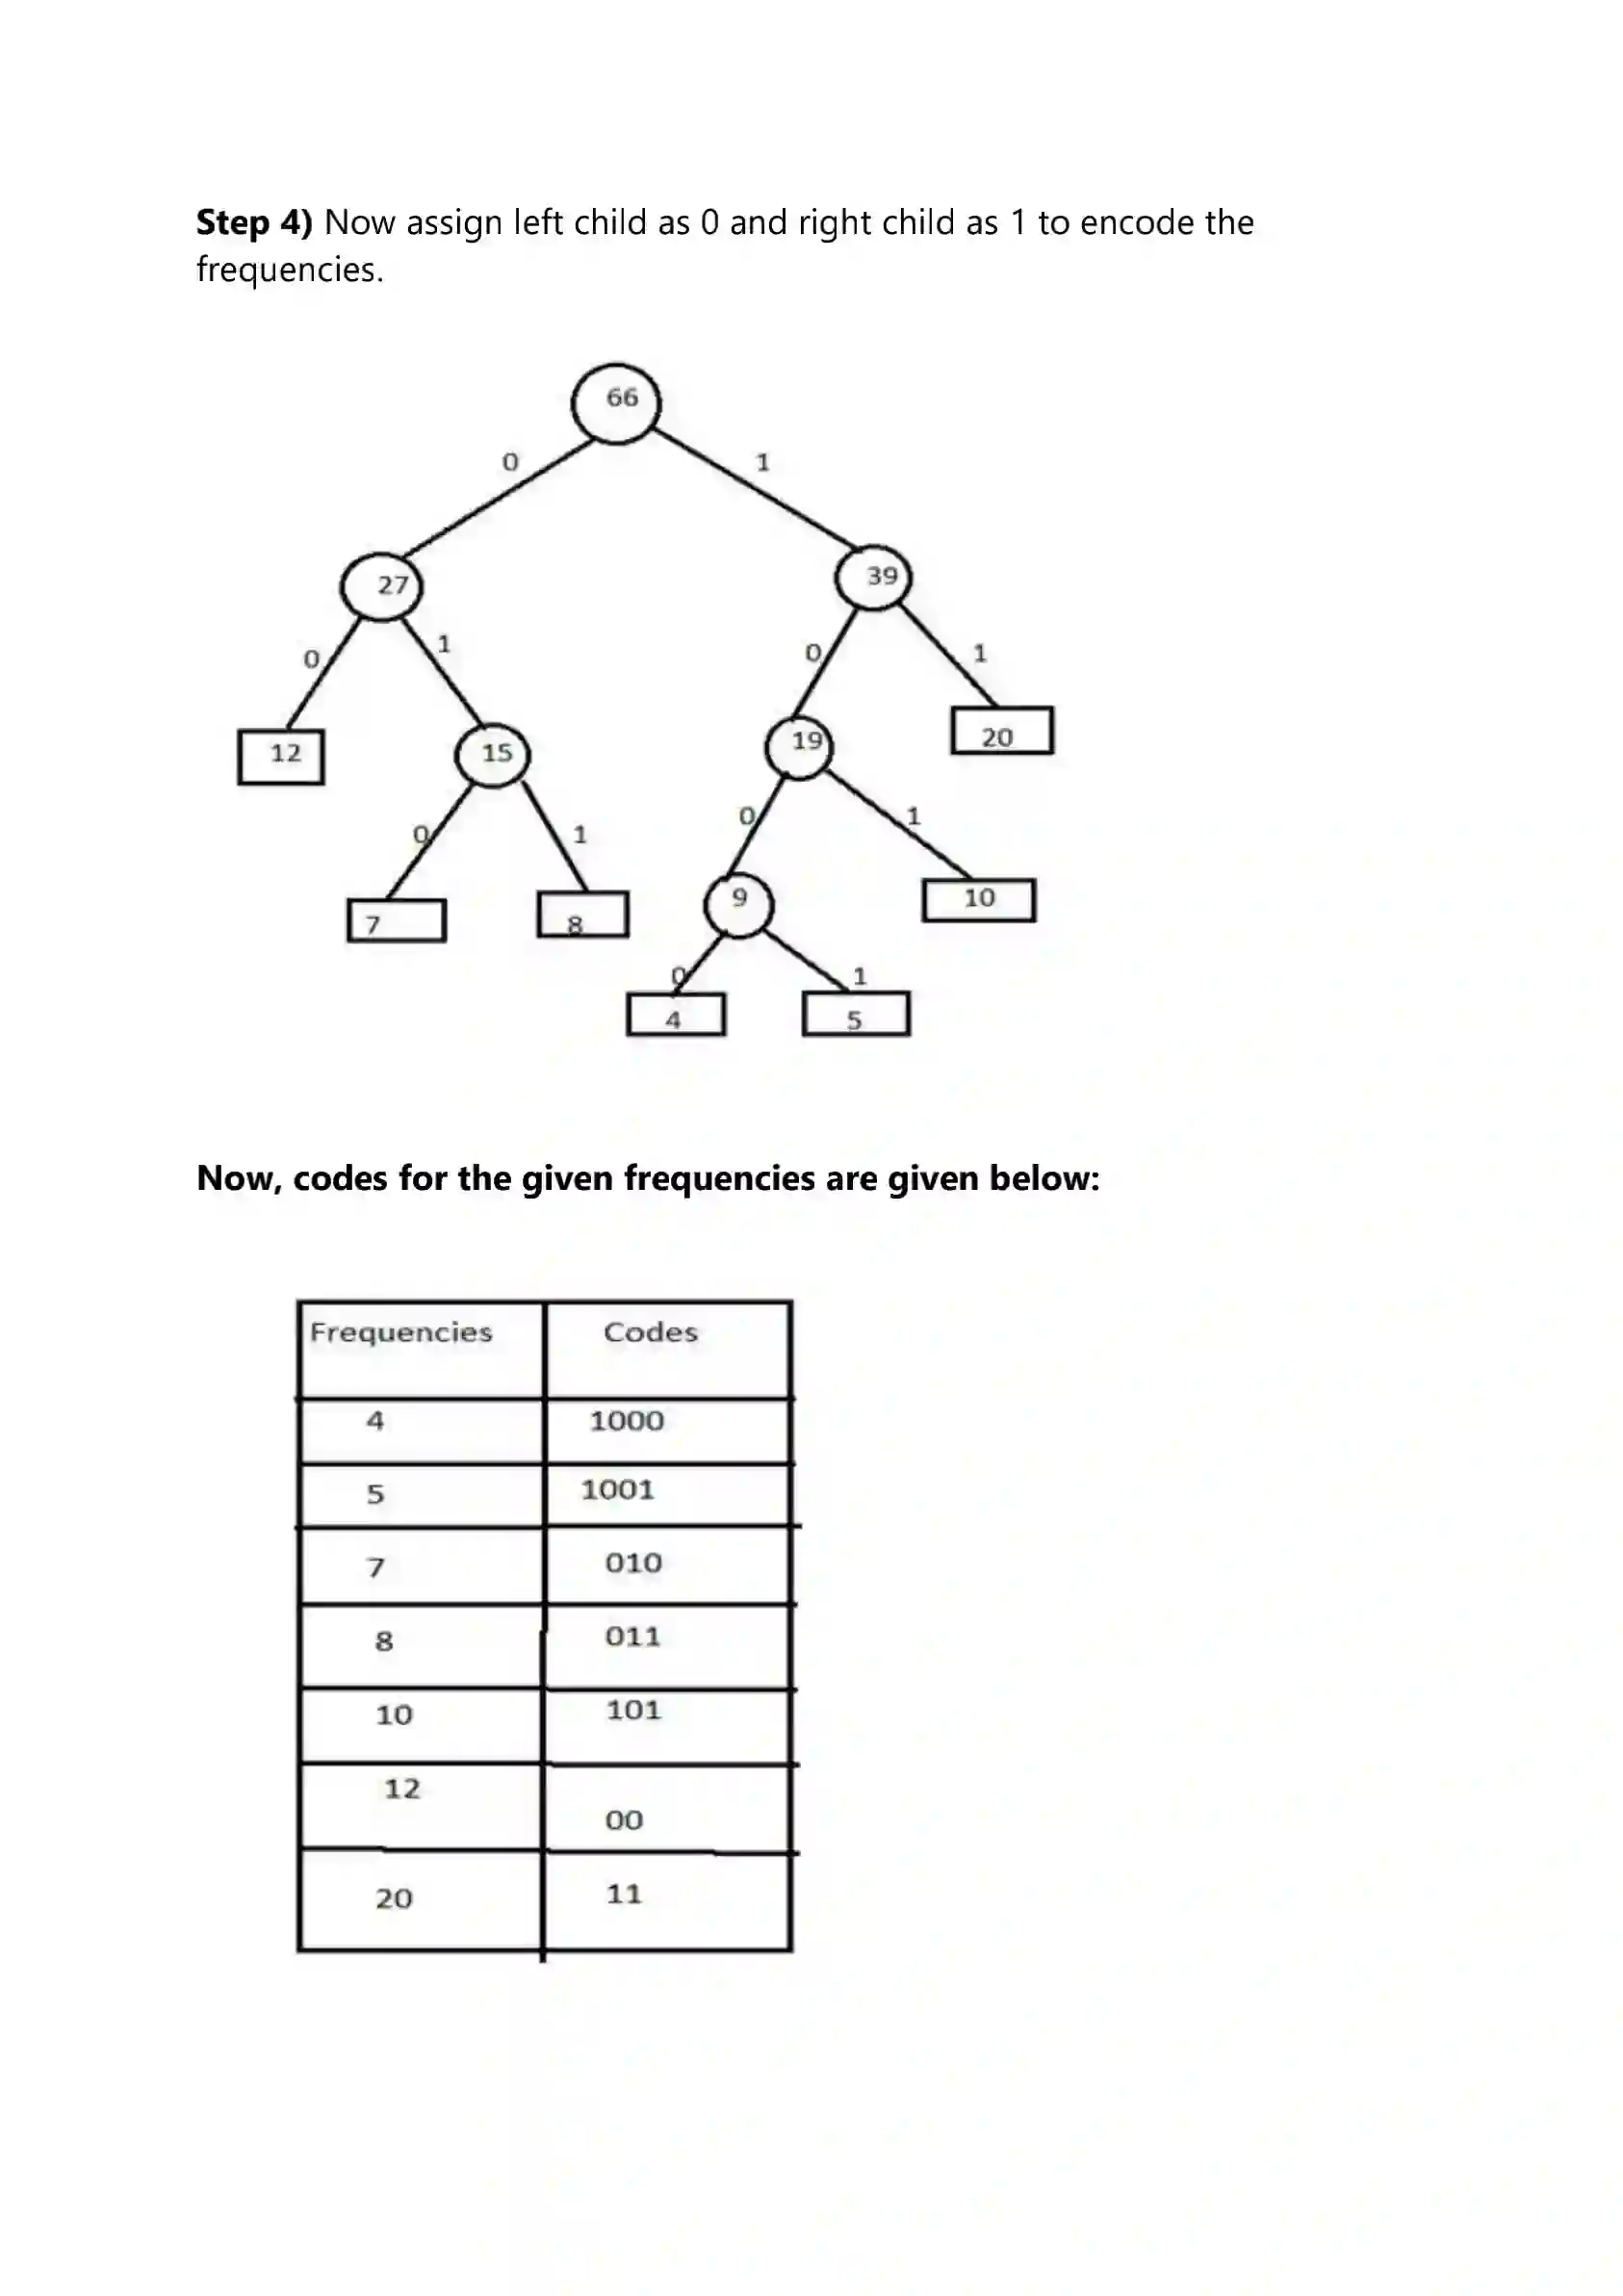 Step 4) Now assign left child as 0 and right child as 1 to encode the
frequencies.
66
0 1
27 39
0 1 0 1
12 15 19 20
0 1 0 1
7 8 9 10
0 1
4 5
Now, codes for the given frequencies are given below:
Frequencies Codes
4 1000
5 1001
7 010
8 011
10 101
12 00
20 11